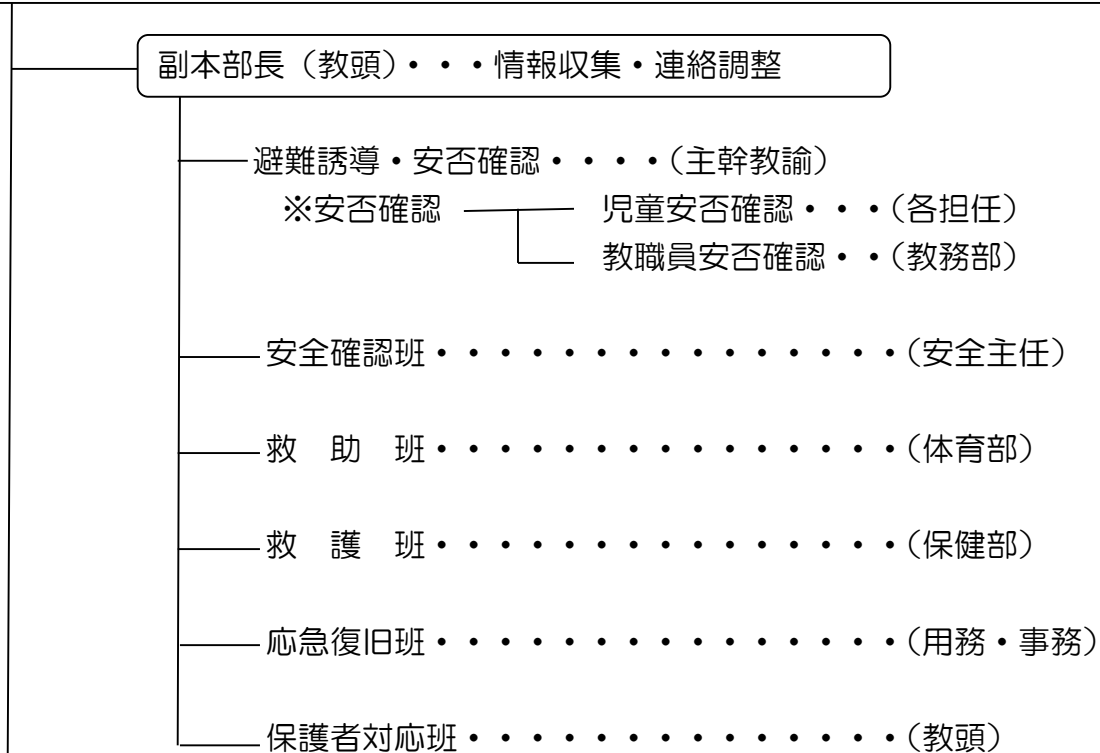 副本部長（教頭）・・・情報収集・連絡調整
避難誘導・安否確認・・・・（主幹教諭）
※安否確認 児童安否確認・・・（各担任）
教職員安否確認・・（教務部）
安全確認班・・・・・・・・・・・・・・・（安全主任）
救　助　班・・・・・・・・・・・・・・・（体育部）
救　護　班・・・・・・・・・・・・・・・（保健部）
応急復旧班・・・・・・・・・・・・・・・（用務・事務）
保護者対応班・・・・・・・・・・・・・・（教頭）